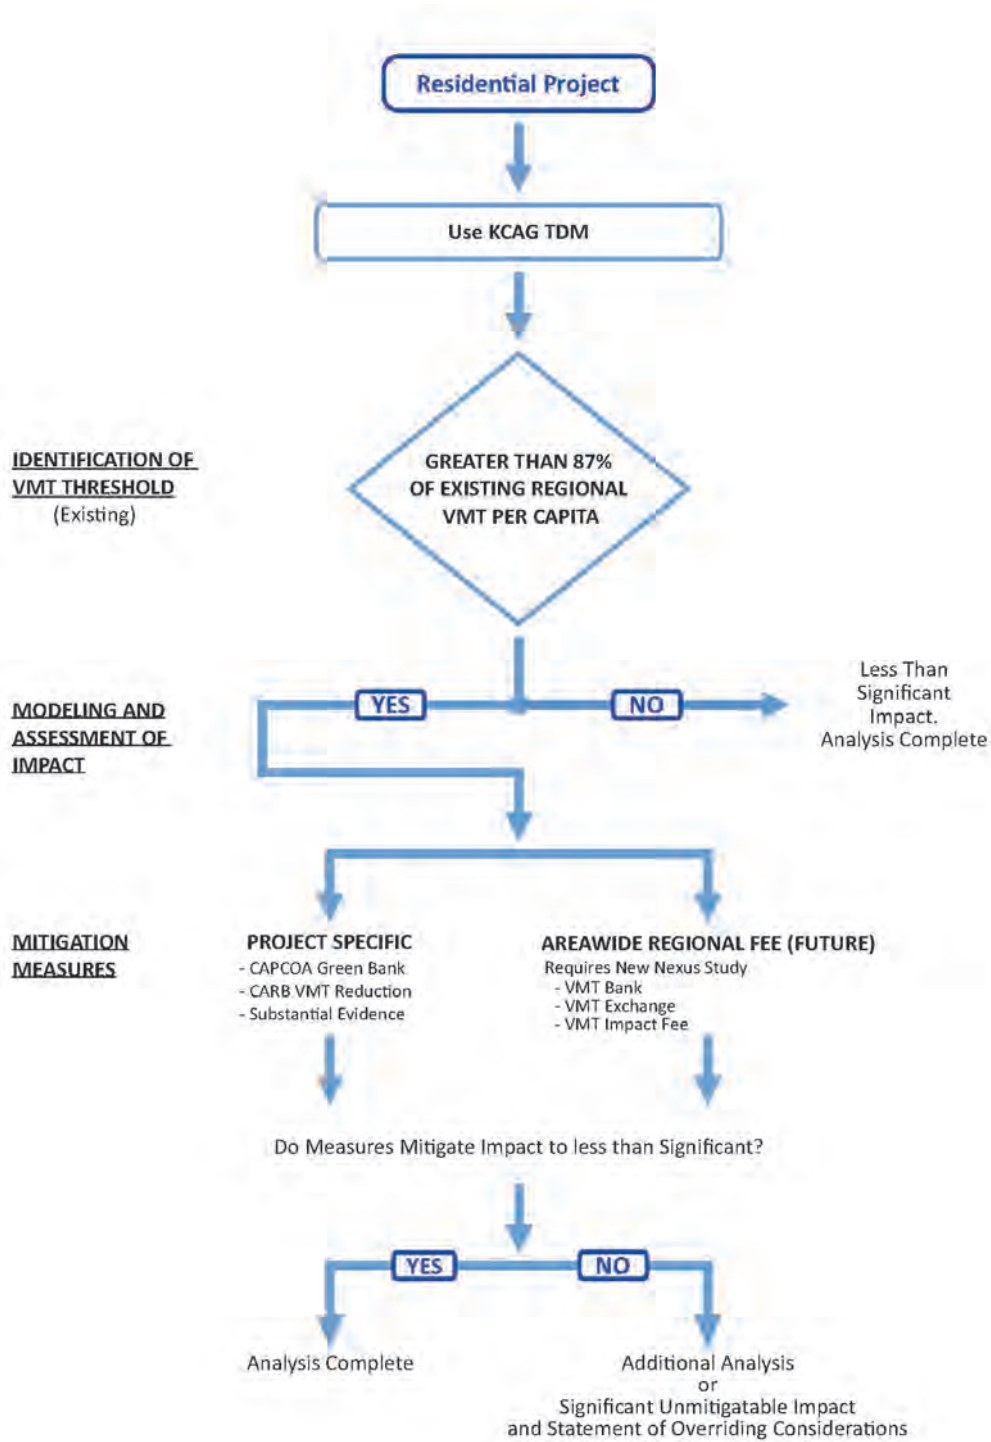 Residential Project
Use KCAG TDM
IDENTIFICATION OF
VMT THRESHOLD
(Existing)
GREATER THAN 87%
OF EXISTING REGIONAL
VMT PER CAPITA
MODELING AND
ASSESSMENT OF
IMPACT
YES
NO
Less Than
Significant
Impact.
Analysis Complete
MITIGATION
MEASURES
PROJECT SPECIFIC
- CAPCOA Green Bank
- CARB VMT Reduction
- Substantial Evidence
AREAWIDE REGIONAL FEE (FUTURE)
Requires New Nexus Study
- VMT Bank
- VMT Exchange
- VMT Impact Fee
Do Measures Mitigate Impact to less than Significant?
YES
NO
Analysis Complete
Additional Analysis
or
Significant Unmitigatable Impact
and Statement of Overriding Considerations